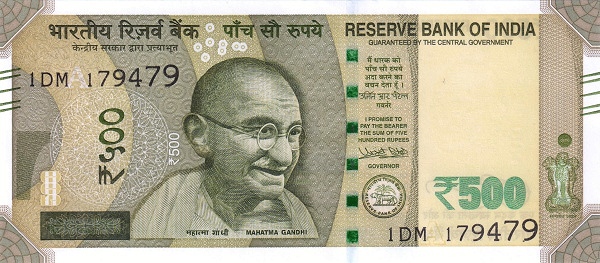 भारतीय रिज़र्व बैंक
केन्द्रीय सरकार द्वारा प्रत्याभूत
पाँच सौ रुपये
RESERVE BANK OF INDIA
GUARANTEED BY THE CENTRAL GOVERNMENT
1DM 179479
मैं धारक को
पाँच सौ रुपये
अदा करने का
वचन देता हूँ ।
गवर्नर
I PROMISE TO
PAY THE BEARER
THE SUM OF FIVE
HUNDRED RUPEES
GOVERNOR
₹५००
₹500
₹500
महात्मा गांधी MAHATMA GANDHI
1DM 179479